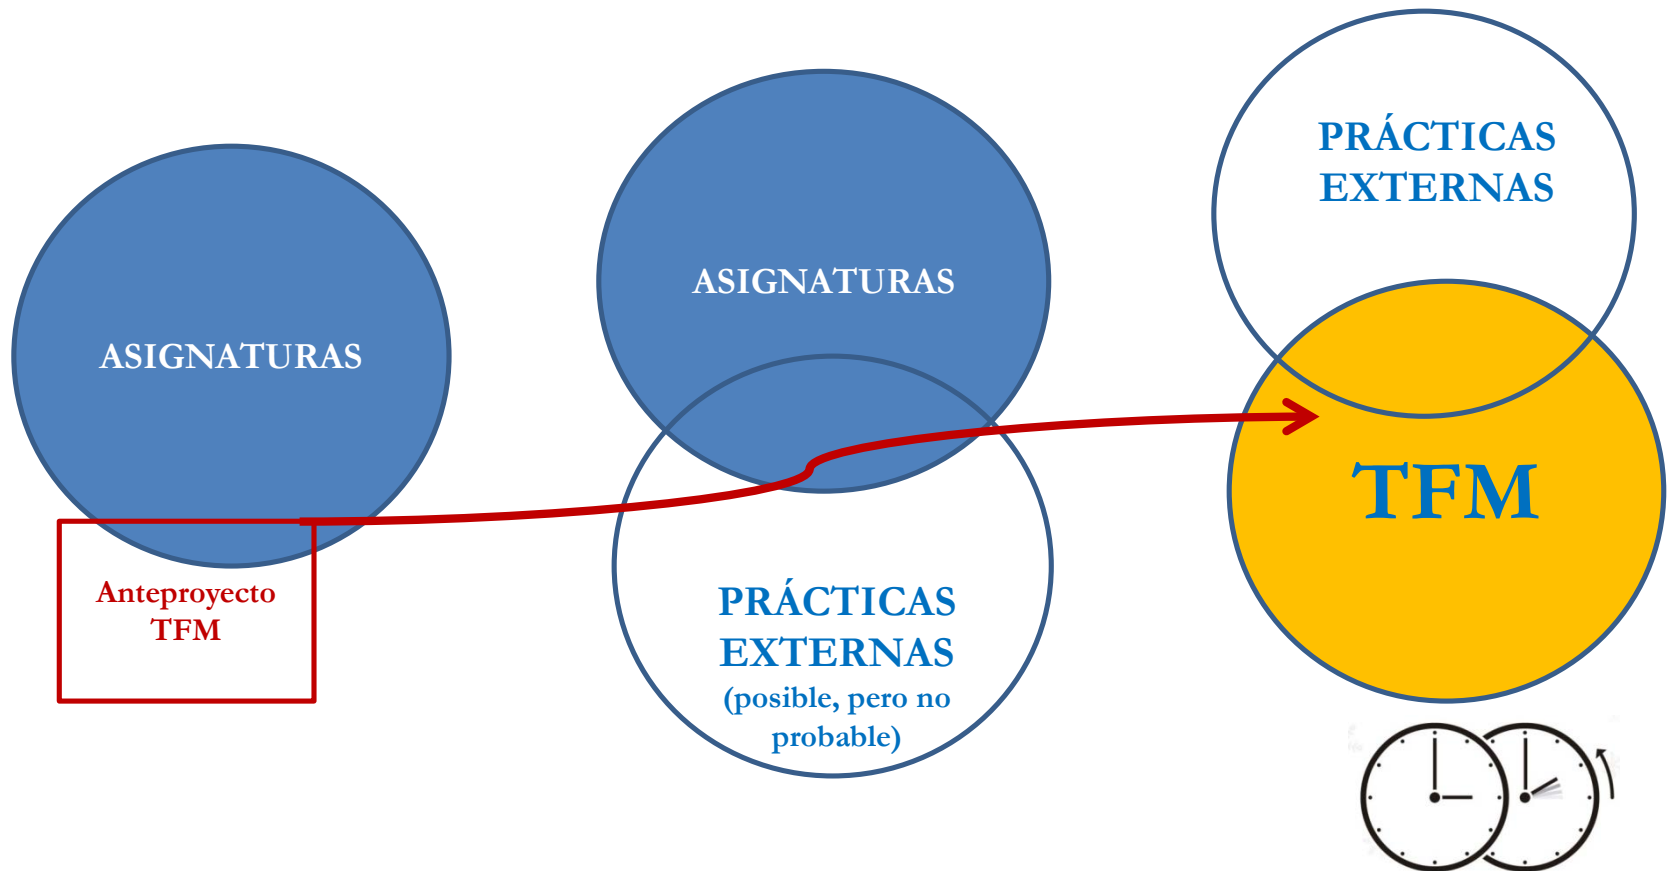 ASIGNATURAS
Anteproyecto
TFM
ASIGNATURAS
PRÁCTICAS
EXTERNAS
(posible, pero no
probable)
PRÁCTICAS
EXTERNAS
TFM